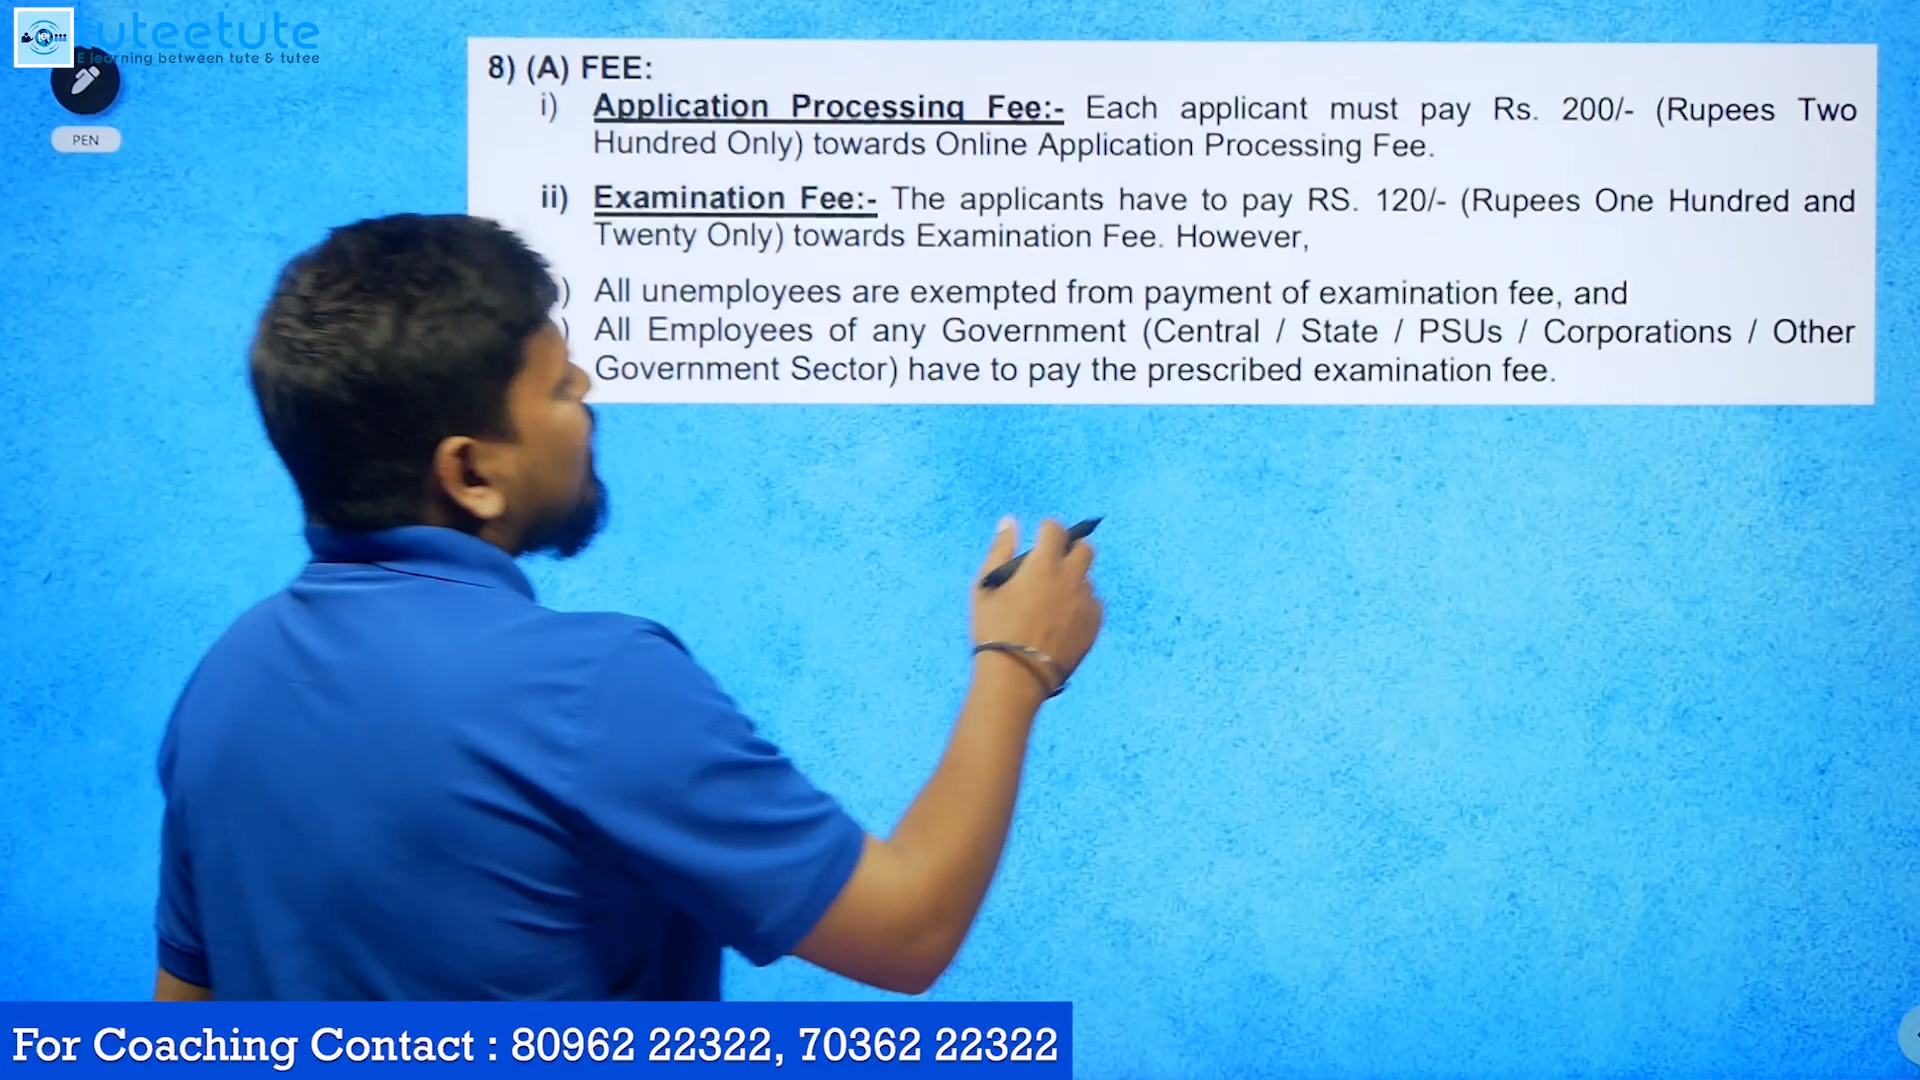 tuteetute
E learning between tute & tutee
PEN
8) (A) FEE:
i) Application Processing Fee:- Each applicant must pay Rs. 200/- (Rupees Two
Hundred Only) towards Online Application Processing Fee.
ii) Examination Fee:- The applicants have to pay RS. 120/- (Rupees One Hundred and
Twenty Only) towards Examination Fee. However,
) All unemployees are exempted from payment of examination fee, and
) All Employees of any Government (Central / State / PSUs / Corporations / Other
Government Sector) have to pay the prescribed examination fee.
For Coaching Contact : 80962 22322, 70362 22322